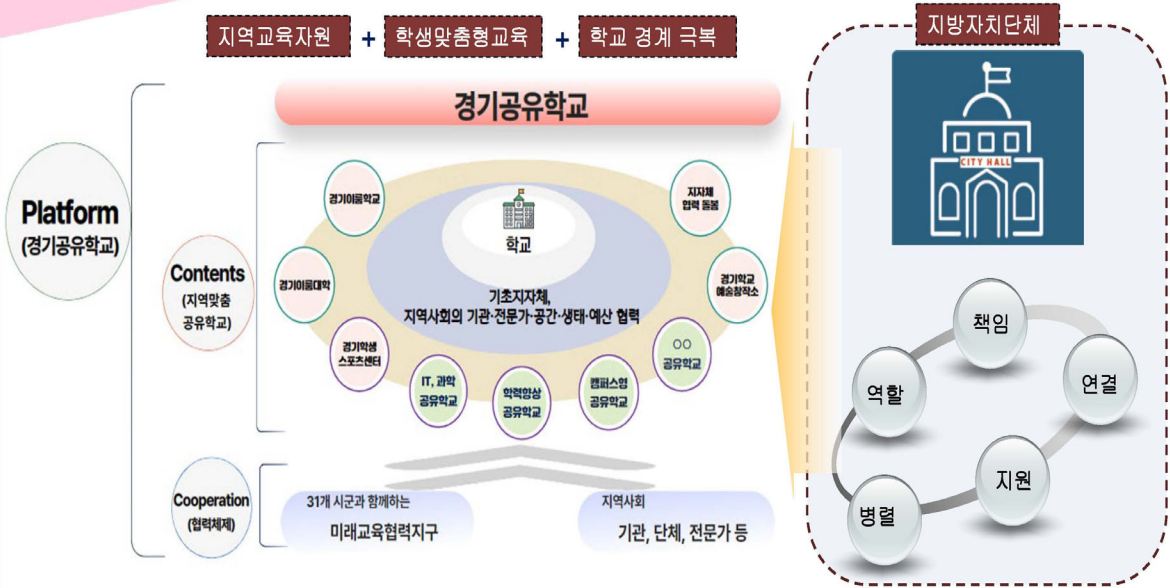 지역교육자원 + 학생맞춤형교육 + 학교 경계 극복
지방자치단체
경기공유학교
CITY HALL
Platform
(경기공유학교)
Contents
(지역맞춤
공유학교)
Cooperation
(협력체제)
경기이룸학교
경기이룸대학
경기학생
스포츠센터
IT, 과학
공유학교
학력향상
공유학교
캠퍼스형
공유학교
○○
공유학교
경기학교
예술창작소
지자체
협력 돌봄
학교
기초지자체,
지역사회의 기관·전문가·공간·생태·예산 협력
31개 시군과 함께하는
미래교육협력지구
지역사회
기관, 단체, 전문가 등
책임
연결
지원
병렬
역할